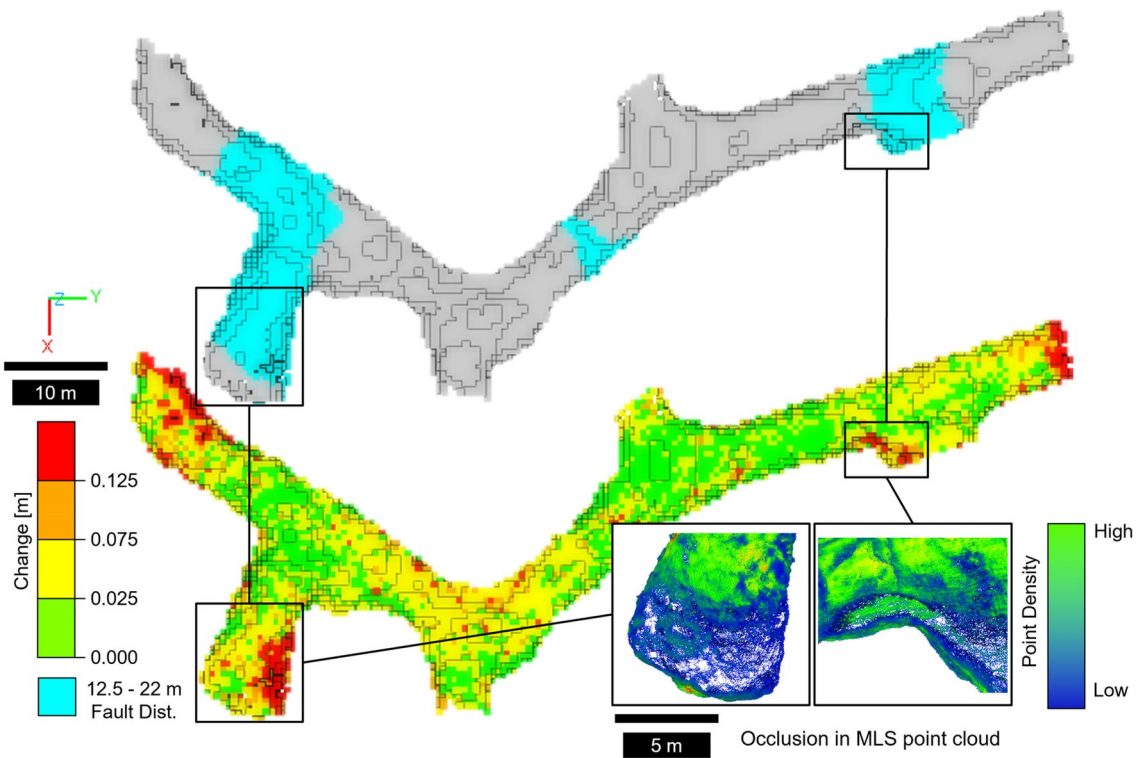 Z
Y
X
10 m
Change [m]
0.125
0.075
0.025
0.000
12.5 - 22 m
Fault Dist.
High
Point Density
Low
5 m
Occlusion in MLS point cloud